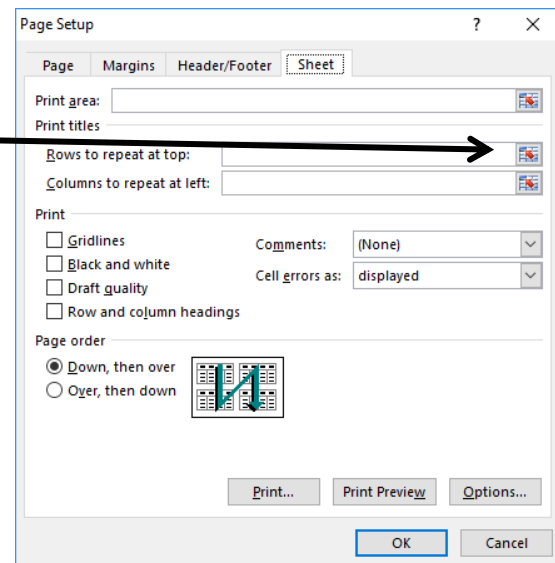 Page Setup ?
Page Margins Header/Footer Sheet
Print area:
Print titles
Rows to repeat at top:
Columns to repeat at left:
Print
Gridlines Comments: (None)
Black and white Cell errors as: displayed
Draft quality
Row and column headings
Page order
Down, then over
Over, then down
Print... Print Preview Options...
OK Cancel